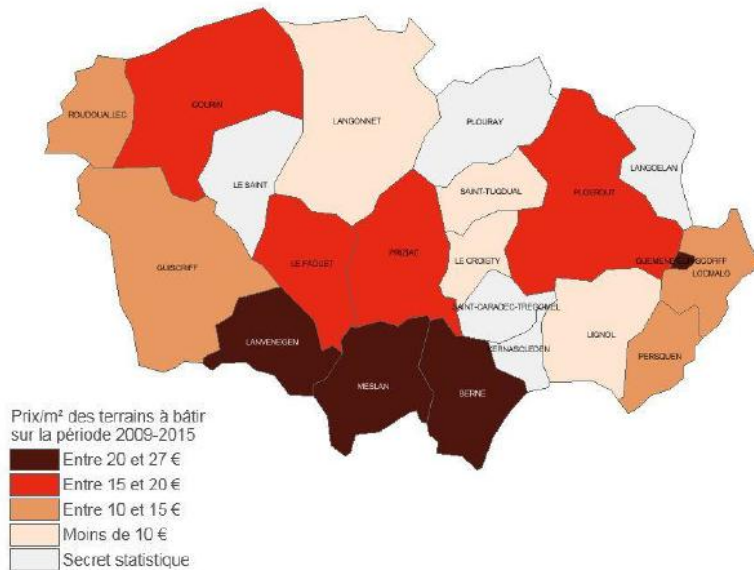 GOURIN
ROUDOUALLEC
LANGONNET
PLOURAY
LANGOELAN
LE SAINT
SAINT-TUGDUAL
PLOERDUT
GUISCRIFF
LE FAOUET
PRIZIAC
LE CROISTY
LOCMALO
SAINT-CARADEC-TREGOMEL
LANVENEGEN
KERNASCLEDEN
LIGNOL
PERSQUEN
MESLAN
BERNE
Prix/m² des terrains à bâtir
sur la période 2009-2015
Entre 20 et 27 €
Entre 15 et 20 €
Entre 10 et 15 €
Moins de 10 €
Secret statistique